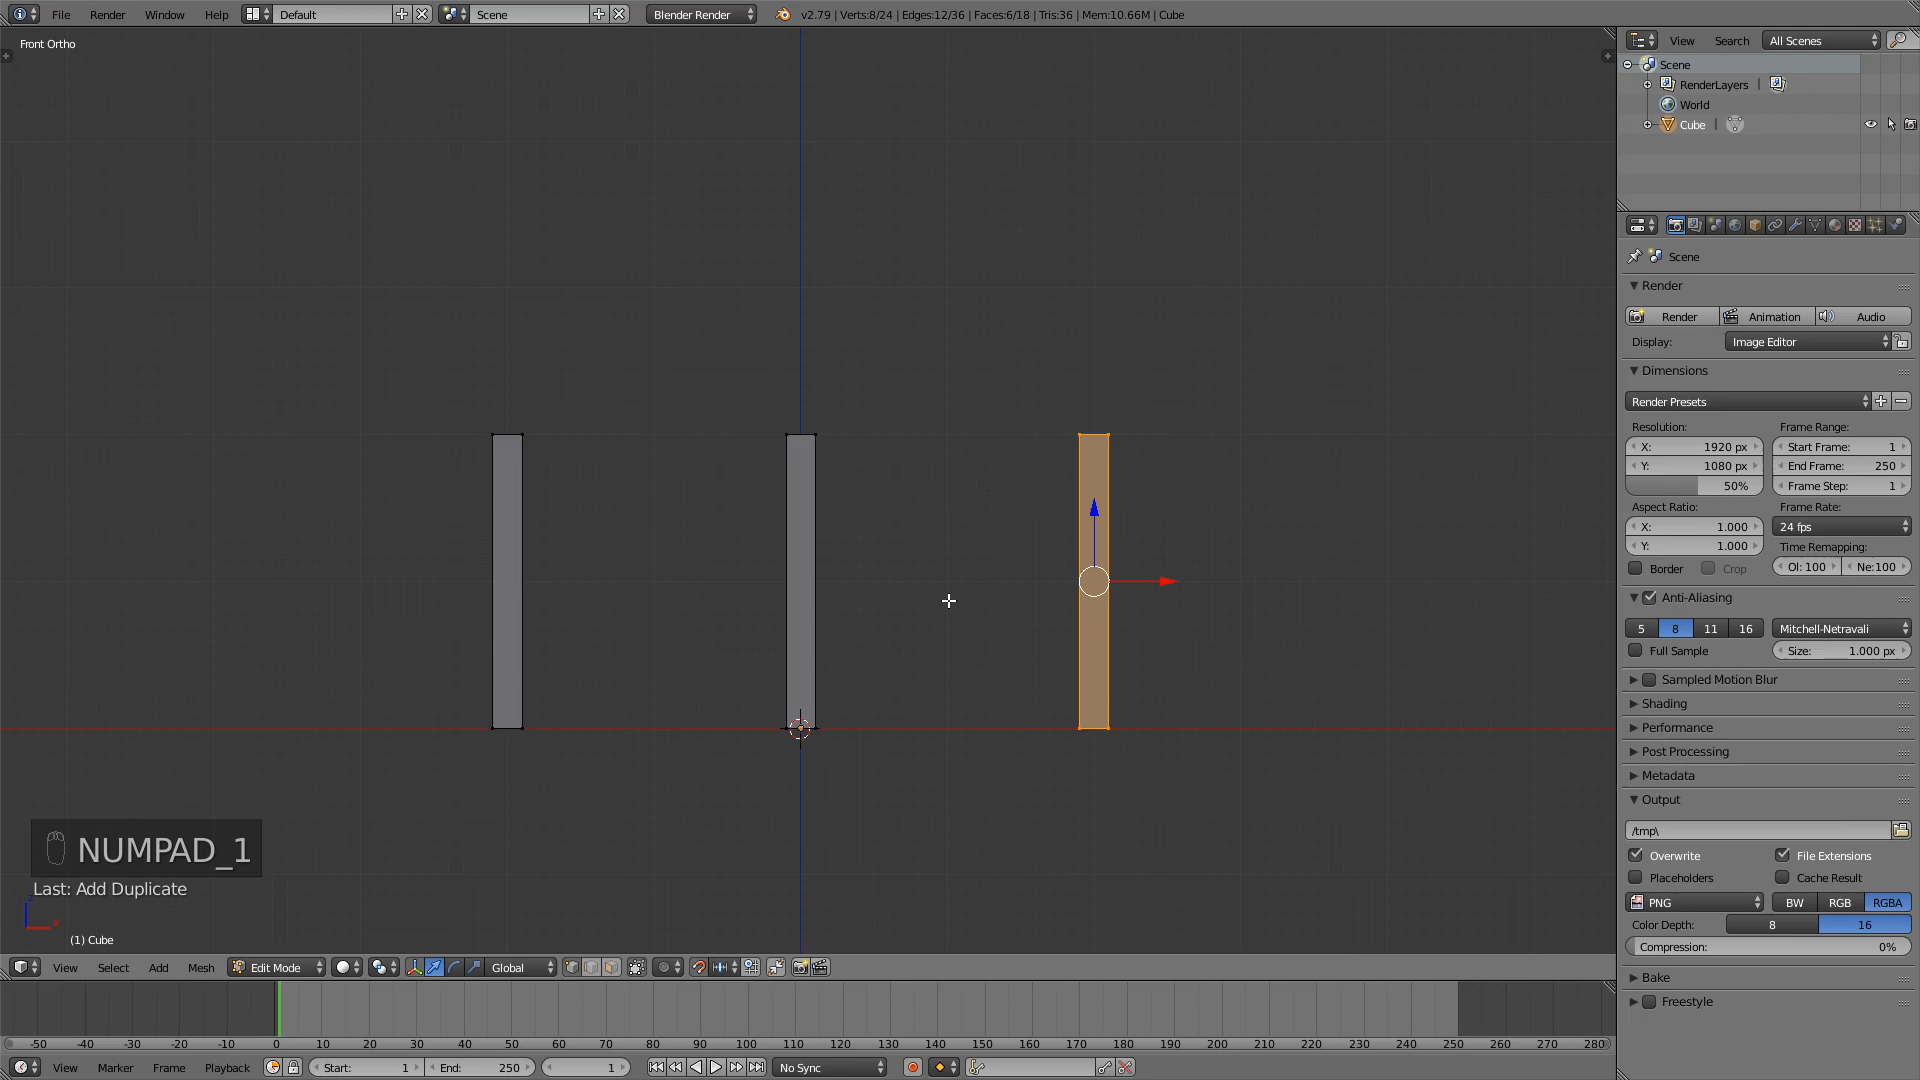 File Render Window Help Default Scene Blender Render v2.79 | Verts:8/24 | Edges:12/36 | Faces:6/18 | Tris:36 | Mem:10.66M | Cube
Front Ortho
View Search All Scenes
Scene
RenderLayers |
World
Cube |
Scene
Render
Render Animation Audio
Display: Image Editor
Dimensions
Render Presets
Resolution: Frame Range:
X: 1920 px Start Frame: 1
Y: 1080 px End Frame: 250
50% Frame Step: 1
Aspect Ratio: Frame Rate:
X: 1.000 24 fps
Y: 1.000 Time Remapping:
Border Crop Ol: 100 Ne:100
Anti-Aliasing
5 8 11 16 Mitchell-Netravali
Full Sample Size: 1.000 px
Sampled Motion Blur
Shading
Performance
Post Processing
Metadata
Output
/tmp\
Overwrite File Extensions
Placeholders Cache Result
PNG BW RGB RGBA
Color Depth: 8 16
Compression: 0%
Bake
Freestyle
NUMPAD_1
Last: Add Duplicate
z
x
(1) Cube
View Select Add Mesh Edit Mode Global
-50 -40 -30 -20 -10 0 10 20 30 40 50 60 70 80 90 100 110 120 130 140 150 160 170 180 190 200 210 220 230 240 250 260 270 280
View Marker Frame Playback Start: 1 End: 250 1 No Sync